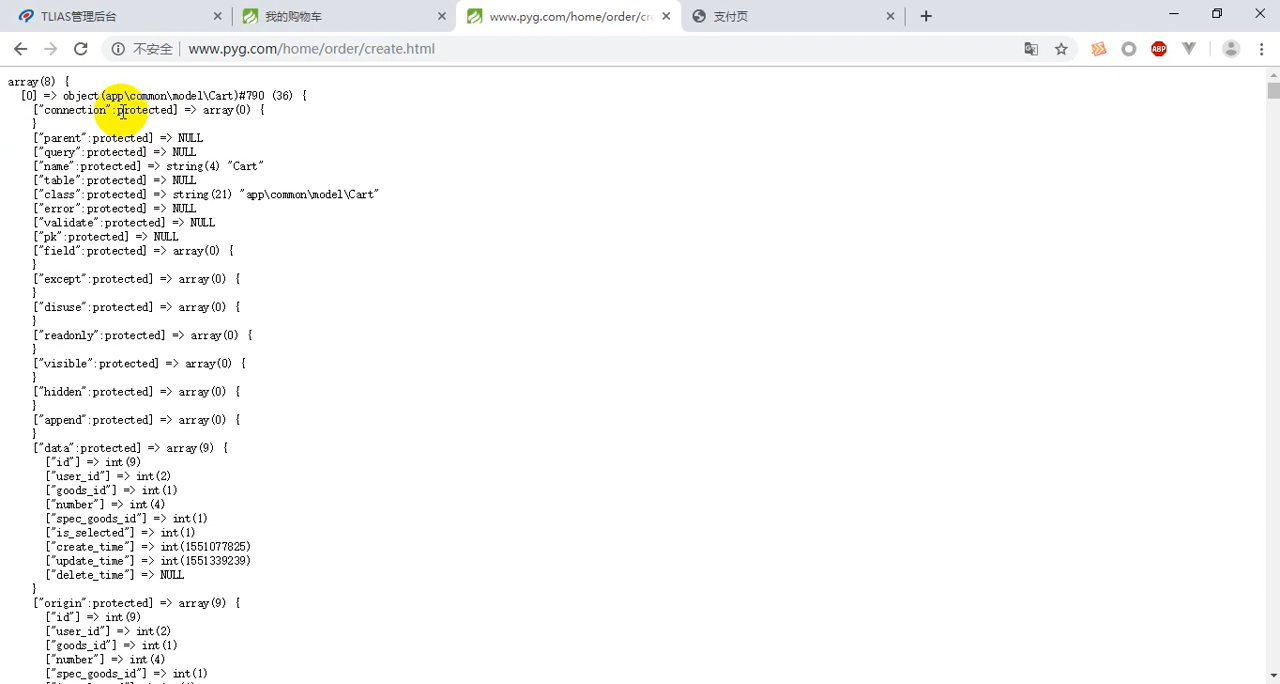 TLIAS管理后台
我的购物车
www.pyg.com/home/order/cr
支付页
不安全
www.pyg.com/home/order/create.html
ABP
array(8) {
[0] => object(app\common\model\Cart)#790 (36) {
["connection":protected] => array(0) {
}
["parent":protected] => NULL
["query":protected] => NULL
["name":protected] => string(4) "Cart"
["table":protected] => NULL
["class":protected] => string(21) "app\common\model\Cart"
["error":protected] => NULL
["validate":protected] => NULL
["pk":protected] => NULL
["field":protected] => array(0) {
}
["except":protected] => array(0) {
}
["disuse":protected] => array(0) {
}
["readonly":protected] => array(0) {
}
["visible":protected] => array(0) {
}
["hidden":protected] => array(0) {
}
["append":protected] => array(0) {
}
["data":protected] => array(9) {
["id"] => int(9)
["user_id"] => int(2)
["goods_id"] => int(1)
["number"] => int(4)
["spec_goods_id"] => int(1)
["is_selected"] => int(1)
["create_time"] => int(1551077825)
["update_time"] => int(1551339239)
["delete_time"] => NULL
}
["origin":protected] => array(9) {
["id"] => int(9)
["user_id"] => int(2)
["goods_id"] => int(1)
["number"] => int(4)
["spec_goods_id"] => int(1)